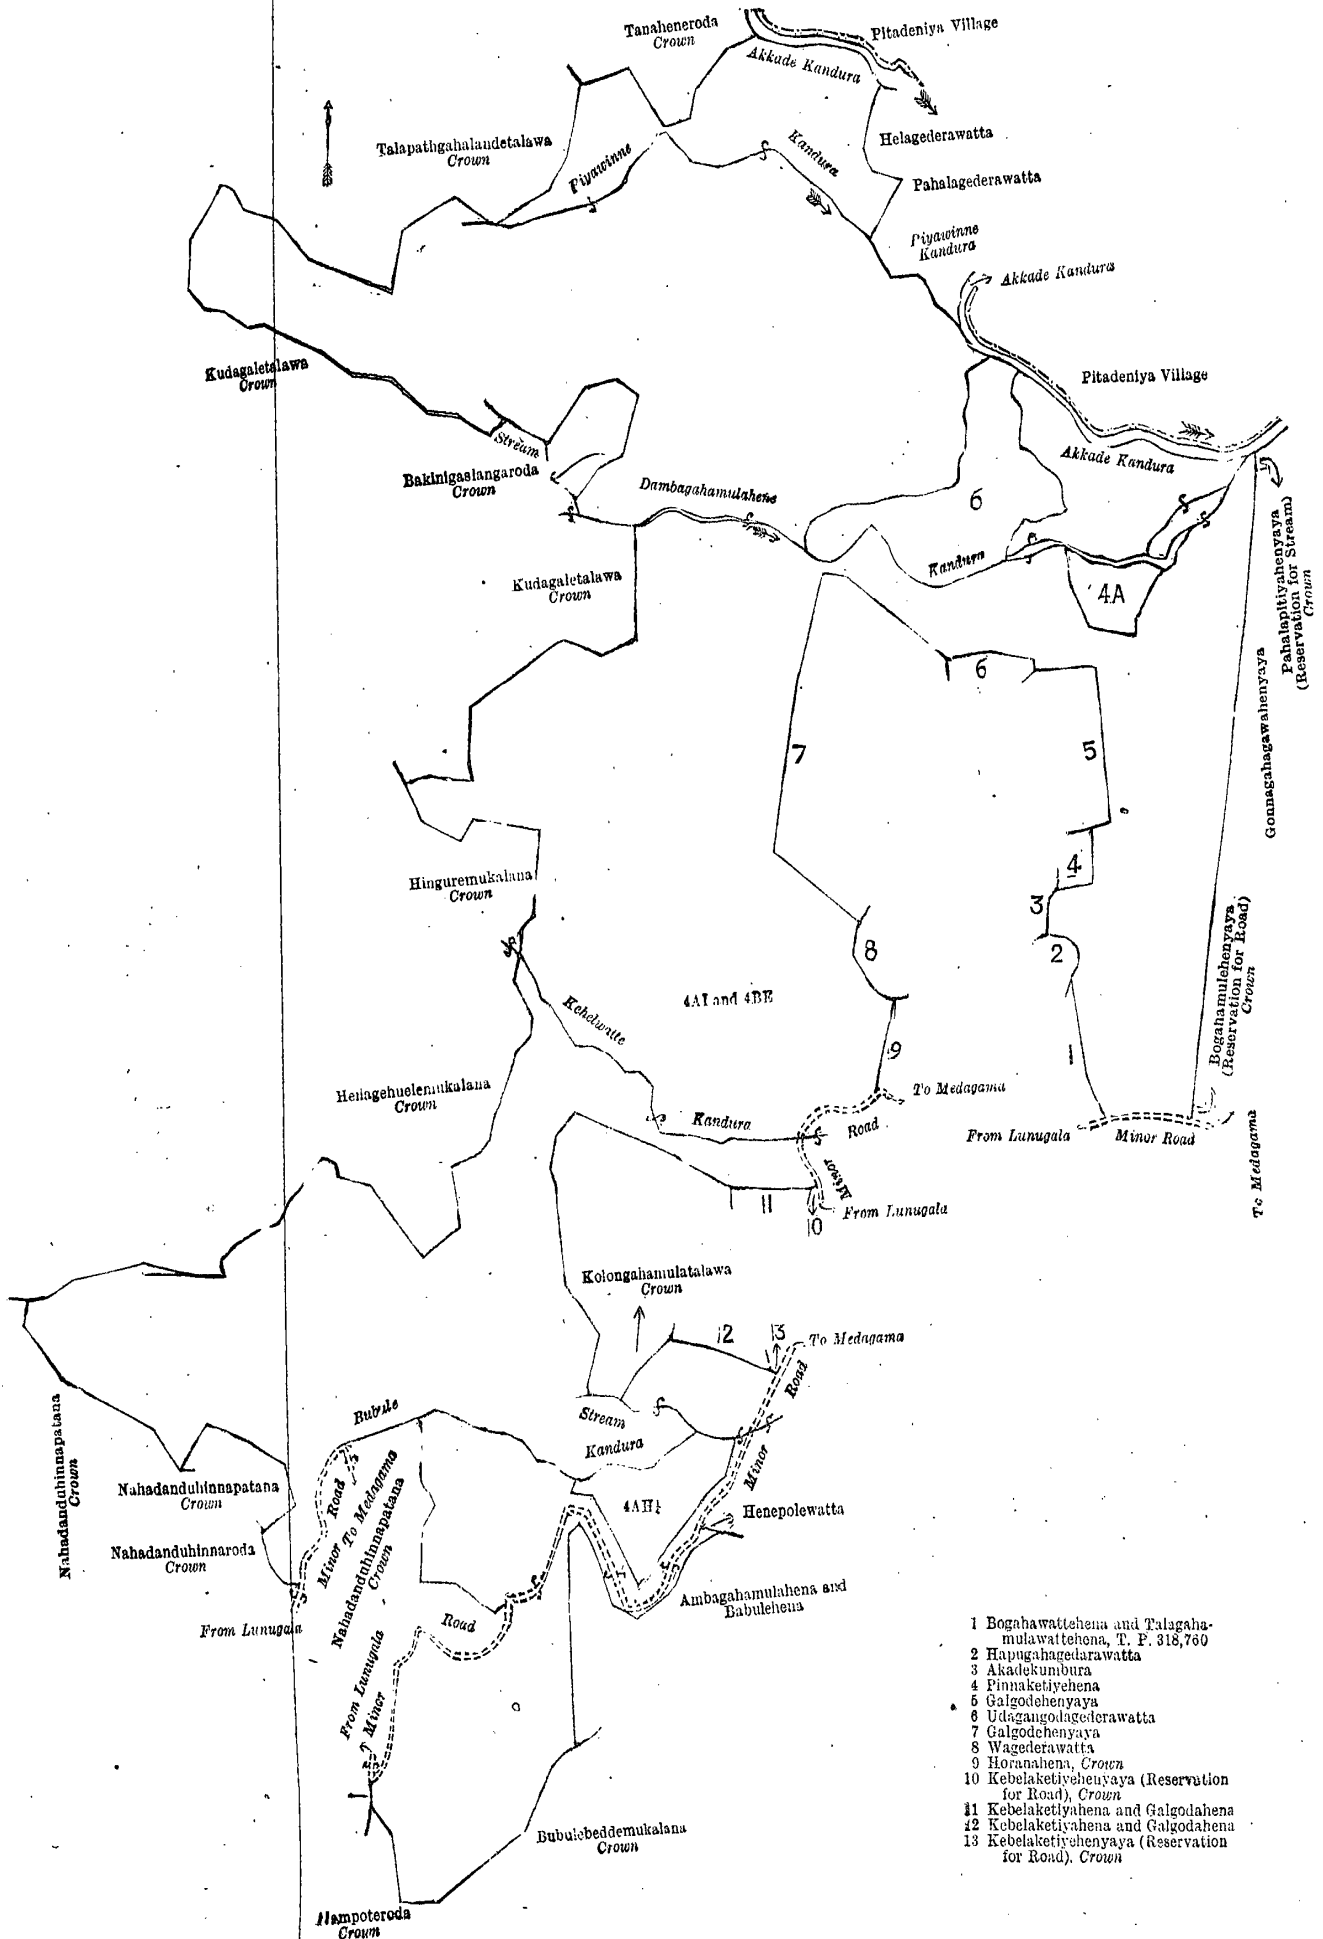 Tanaheneroda
Crown
Pitadeniya Village
Akkade Kandura
Talapathgahalandetalawa
Crown
Piyawinne
Kandura
Helagederawatta
Pahalagederawatta
Piyawinne
Kandura
Akkade Kandura
Kudagaletalawa
Crown
Pitadeniya Village
Stream
Bakinigaslangaroda
Crown
Dambagahamulahene
Akkade Kandura
6
Kandura
Kudagaletalawa
Crown
4A
Pahalapitiyahenyaya
(Reservation for Stream)
Crown
6
7
5
Gonnagahagawahenyaya
4
Hinguremukalana
Crown
3
8
2
Bogahamulehenyaya
(Reservation for Road)
Crown
4AI and 4BE
Kehelwatte
9
1
Henagehuelemukalana
Crown
To Medagama
Kandura
Road
From Lunugala
Minor Road
To Medagama
Minor
11
10
From Lunugala
Kolongahamulatalawa
Crown
12
13
To Medagama
Road
Nahadanduhinnapatana
Crown
Bubule
Stream
Kandura
Minor
Nahadanduhinnapatana
Crown
Road
Minor To Medagama
Nahadanduhinnapatana
Crown
4AH½
Henepolewatta
Nahadanduhinnaroda
Crown
From Lunugala
Ambagahamulahena and
Babulehena
Road
From Lunugala
Minor
Bubulebeddemukalana
Crown
Hampoteroda
Crown
1 Bogahawattehena and Talagaha-
mulawattehena, T. P. 318,760
2 Hapugahagedarawatta
3 Akadekumbura
4 Pinnaketiyehena
5 Galgodehenyaya
6 Udagangodagederawatta
7 Galgodehenyaya
8 Wagederawatta
9 Horanahena, Crown
10 Kebelaketiyehenyaya (Reservation
for Road), Crown
11 Kebelaketiyahena and Galgodahena
12 Kebelaketiyahena and Galgodahena
13 Kebelaketiyehenyaya (Reservation
for Road). Crown